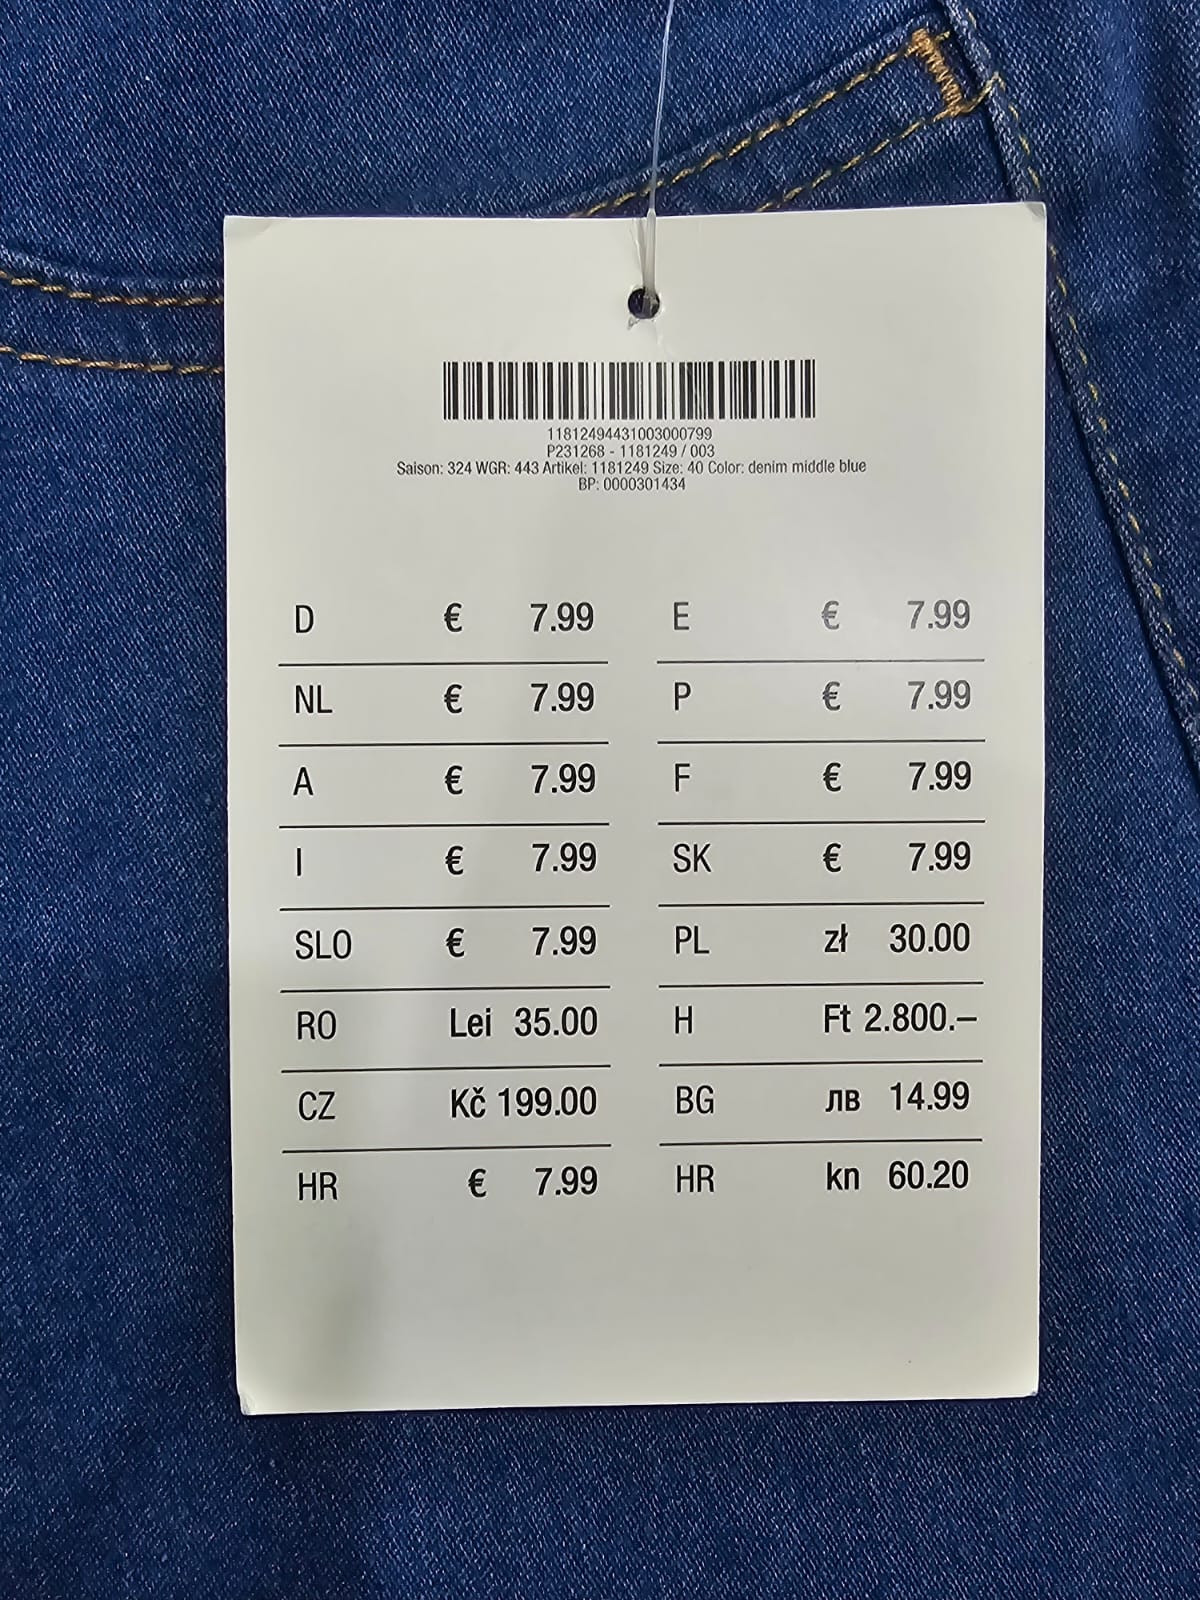 11812494431003000799
P231268 - 1181249 / 003
Saison: 324 WGR: 443 Artikel: 1181249 Size: 40 Color: denim middle blue
BP: 0000301434
D € 7.99 E € 7.99
NL € 7.99 P € 7.99
A € 7.99 F € 7.99
I € 7.99 SK € 7.99
SLO € 7.99 PL zł 30.00
RO Lei 35.00 H Ft 2.800.–
CZ Kč 199.00 BG лв 14.99
HR € 7.99 HR kn 60.20